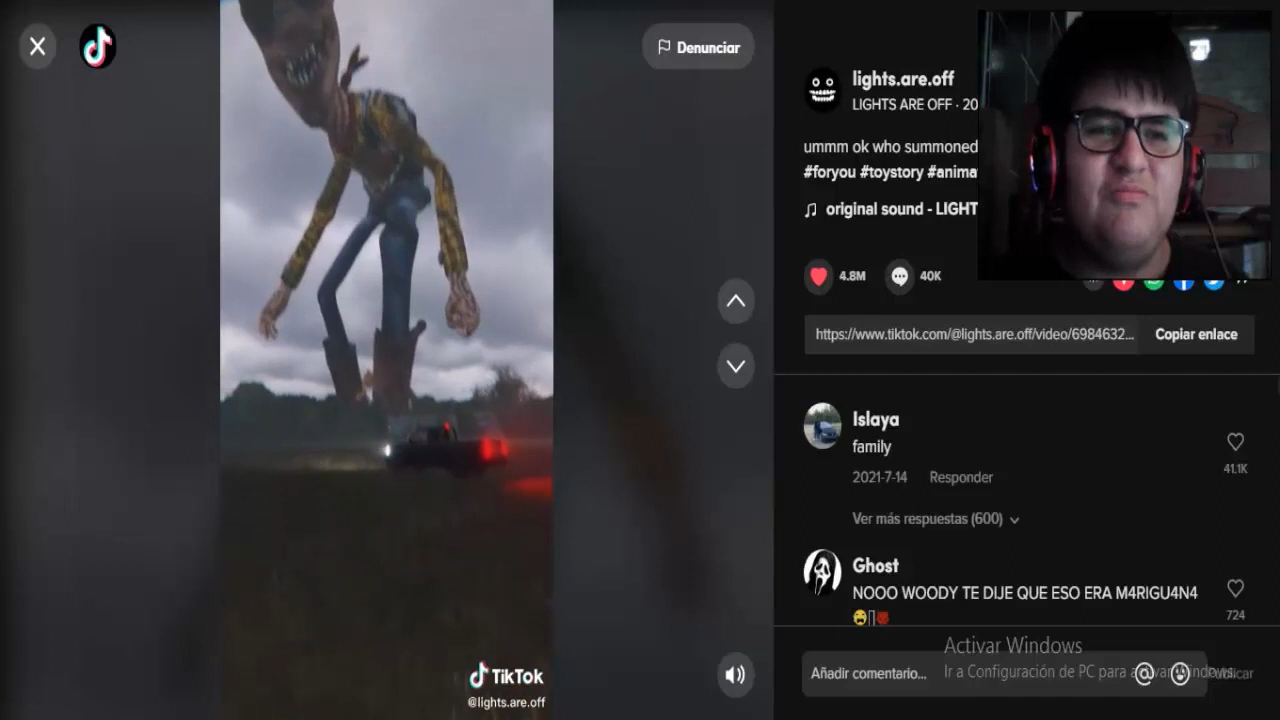 Denunciar
lights.are.off
LIGHTS ARE OFF · 20
ummm ok who summoned
#foryou #toystory #anima
original sound - LIGHT
4.8M
40K
https://www.tiktok.com/@lights.are.off/video/6984632...
Copiar enlace
Islaya
family
41.1K
2021-7-14 Responder
Ver más respuestas (600)
Ghost
NOOO WOODY TE DIJE QUE ESO ERA M4RIGU4N4
724
TikTok
@lights.are.off
Activar Windows
Añadir comentario...
Ir a Configuración de PC para activar Windows.